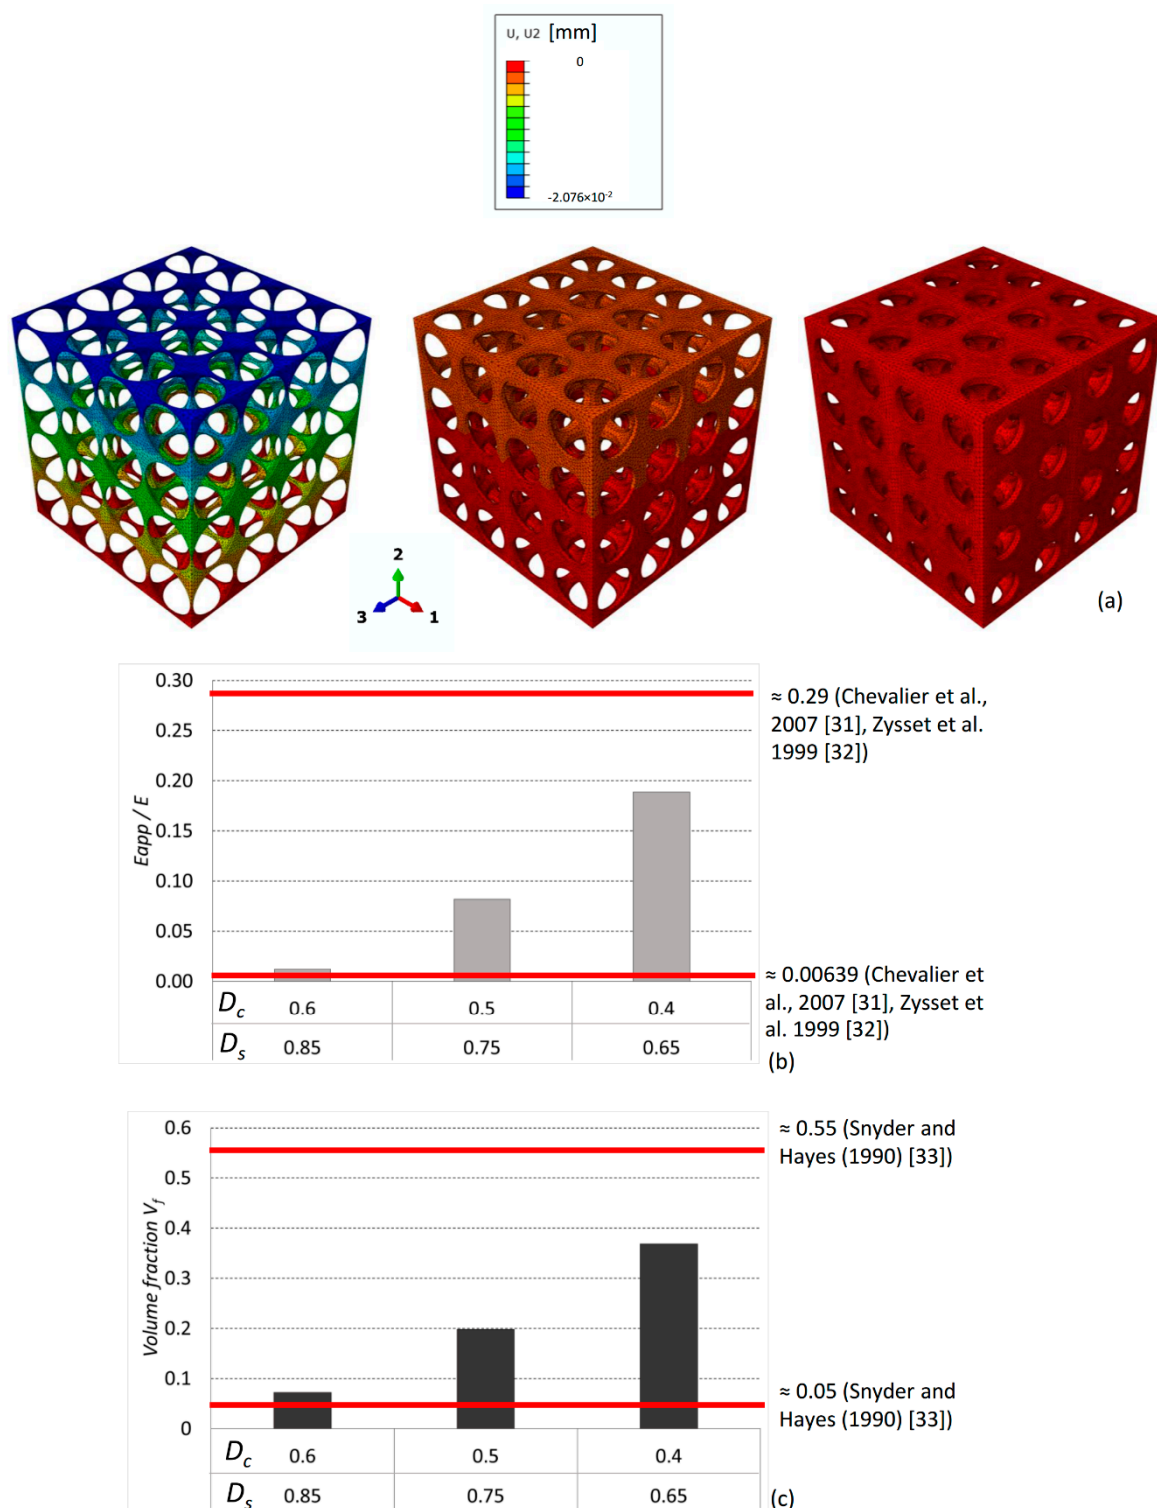 U, U2 [mm]
0
-2.076×10-2
2
3
1
(a)
0.30
0.25
0.20
0.15
0.10
0.05
0.00
Eapp / E
≈ 0.29 (Chevalier et al.,
2007 [31], Zysset et al.
1999 [32])
≈ 0.00639 (Chevalier et
al., 2007 [31], Zysset et
al. 1999 [32])
Dc 0.6 0.5 0.4
Ds 0.85 0.75 0.65
(b)
0.6
0.5
0.4
0.3
0.2
0.1
0
Volume fraction Vf
≈ 0.55 (Snyder and
Hayes (1990) [33])
≈ 0.05 (Snyder and
Hayes (1990) [33])
Dc 0.6 0.5 0.4
Ds 0.85 0.75 0.65
(c)